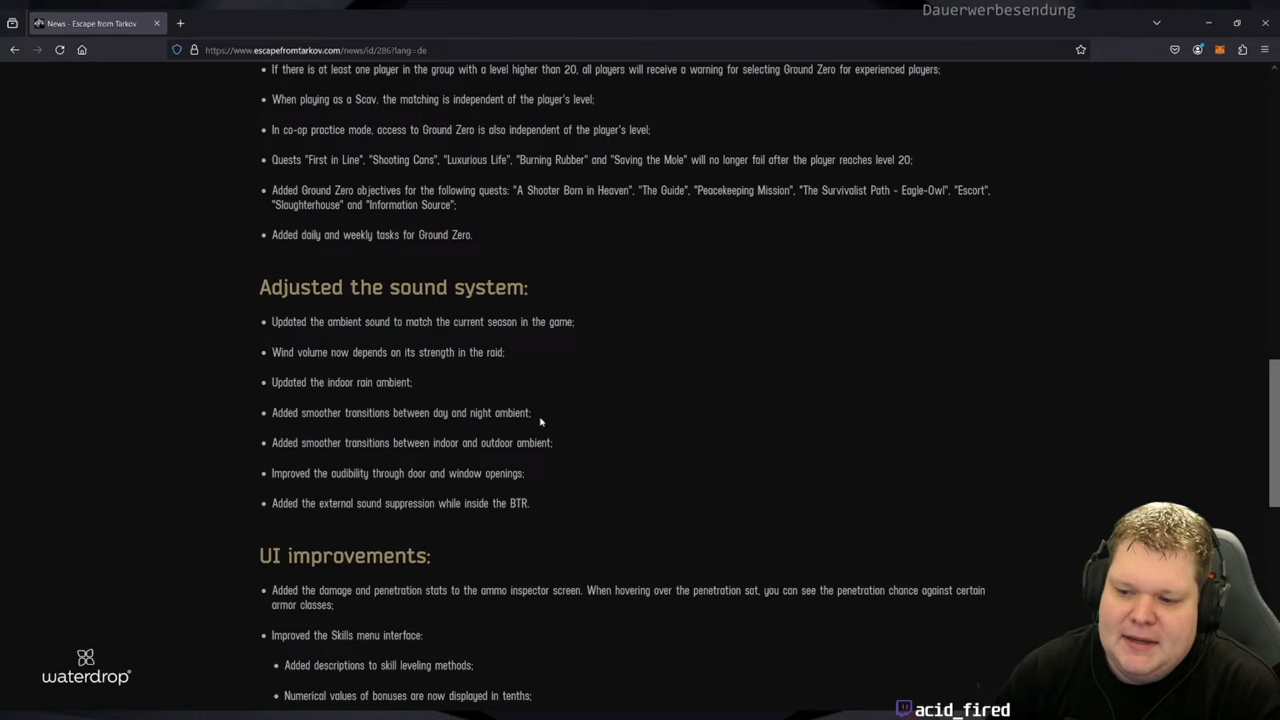 Dauerwerbesendung
News - Escape from Tarkov
https://www.escapefromtarkov.com/news/id/286?lang=de
If there is at least one player in the group with a level higher than 20, all players will receive a warning for selecting Ground Zero for experienced players;
When playing as a Scav, the matching is independent of the player's level;
In co-op practice mode, access to Ground Zero is also independent of the player's level;
Quests "First in Line", "Shooting Cans", "Luxurious Life", "Burning Rubber" and "Saving the Mole" will no longer fail after the player reaches level 20;
Added Ground Zero objectives for the following quests: "A Shooter Born in Heaven", "The Guide", "Peacekeeping Mission", "The Survivalist Path - Eagle-Owl", "Escort",
"Slaughterhouse" and "Information Source";
Added daily and weekly tasks for Ground Zero.
Adjusted the sound system:
Updated the ambient sound to match the current season in the game;
Wind volume now depends on its strength in the raid;
Updated the indoor rain ambient;
Added smoother transitions between day and night ambient;
Added smoother transitions between indoor and outdoor ambient;
Improved the audibility through door and window openings;
Added the external sound suppression while inside the BTR.
UI improvements:
Added the damage and penetration stats to the ammo inspector screen. When hovering over the penetration sat, you can see the penetration chance against certain
armor classes;
Improved the Skills menu interface:
Added descriptions to skill leveling methods;
Numerical values of bonuses are now displayed in tenths;
waterdrop®
acid_fired